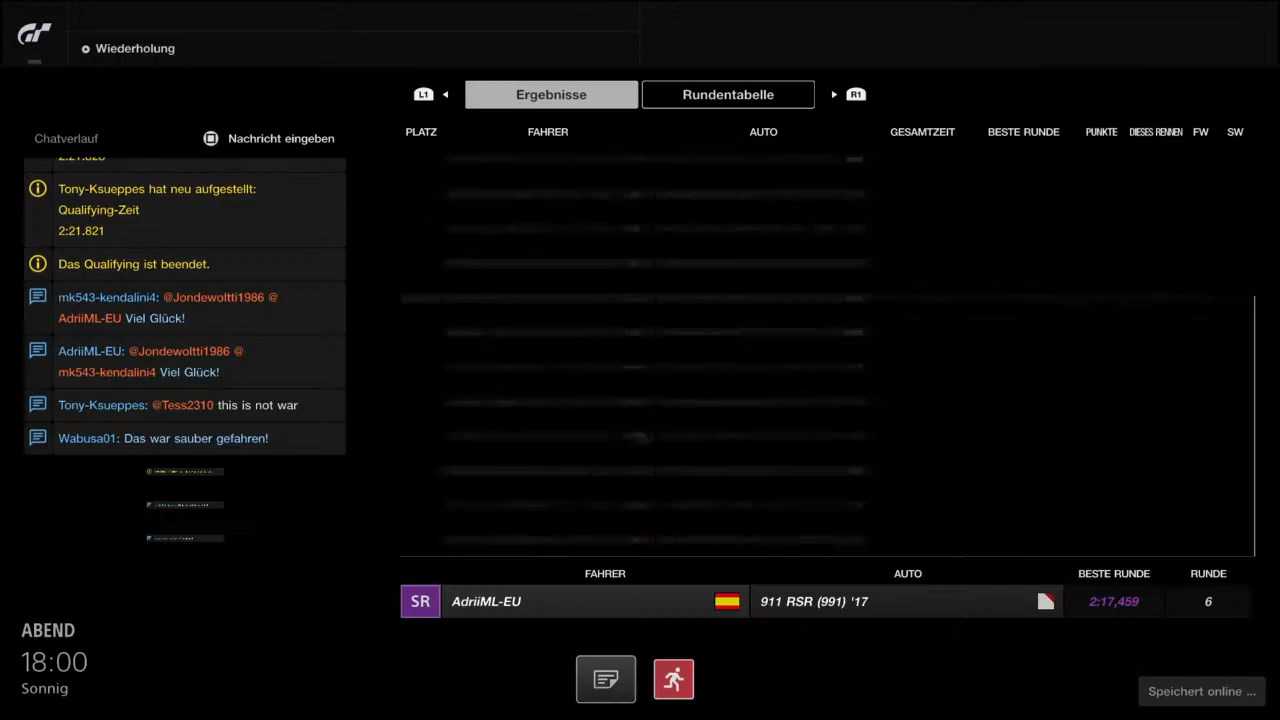 Wiederholung
L1
Ergebnisse
Rundentabelle
R1
Chatverlauf
Nachricht eingeben
PLATZ FAHRER AUTO GESAMTZEIT BESTE RUNDE PUNKTE DIESES RENNEN FW SW
Tony-Ksueppes hat neu aufgestellt:
Qualifying-Zeit
2:21.821
Das Qualifying ist beendet.
mk543-kendalini4: @Jondewoltti1986 @
AdriiML-EU Viel Glück!
AdriiML-EU: @Jondewoltti1986 @
mk543-kendalini4 Viel Glück!
Tony-Ksueppes: @Tess2310 this is not war
Wabusa01: Das war sauber gefahren!
FAHRER AUTO BESTE RUNDE RUNDE
SR AdriiML-EU 911 RSR (991) '17 2:17,459 6
ABEND
18:00
Sonnig
Speichert online ...